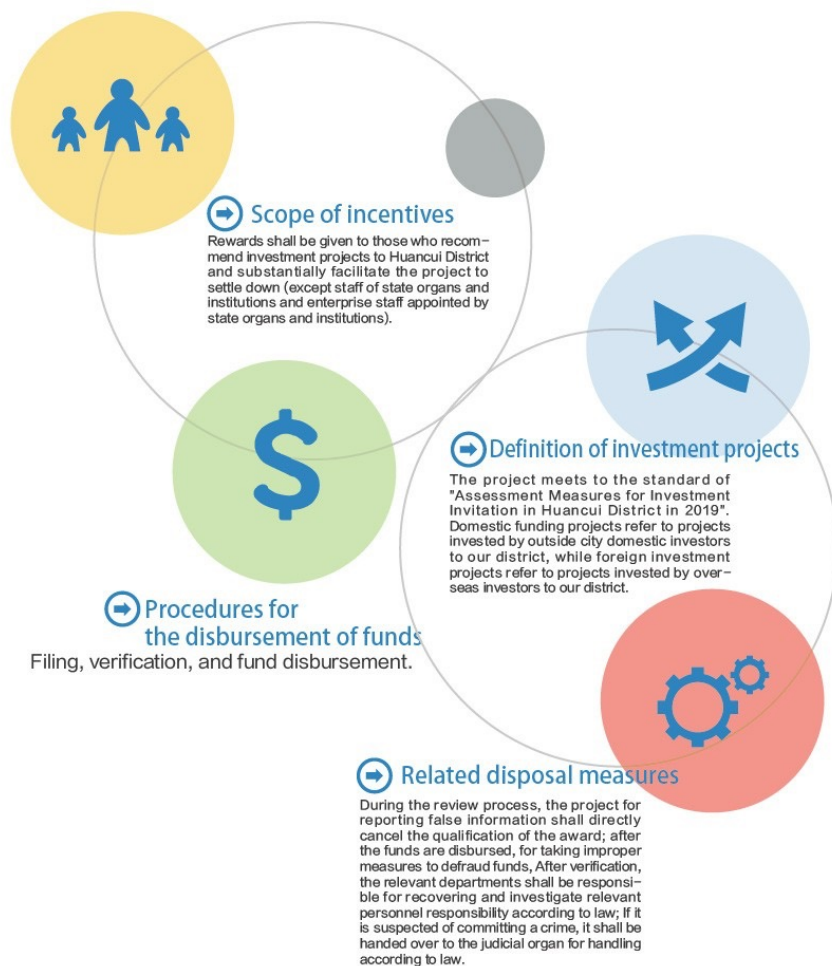 Scope of incentives
Rewards shall be given to those who recom-
mend investment projects to Huancui District
and substantially facilitate the project to
settle down (except staff of state organs and
institutions and enterprise staff appointed by
state organs and institutions).
Definition of investment projects
The project meets to the standard of
"Assessment Measures for Investment
Invitation in Huancui District in 2019".
Domestic funding projects refer to projects
invested by outside city domestic investors
to our district, while foreign investment
projects refer to projects invested by over-
seas investors to our district.
Procedures for
the disbursement of funds
Filing, verification, and fund disbursement.
Related disposal measures
During the review process, the project for
reporting false information shall directly
cancel the qualification of the award; after
the funds are disbursed, for taking improper
measures to defraud funds, After verification,
the relevant departments shall be responsi-
ble for recovering and investigate relevant
personnel responsibility according to law; If it
is suspected of committing a crime, it shall be
handed over to the judicial organ for handling
according to law.